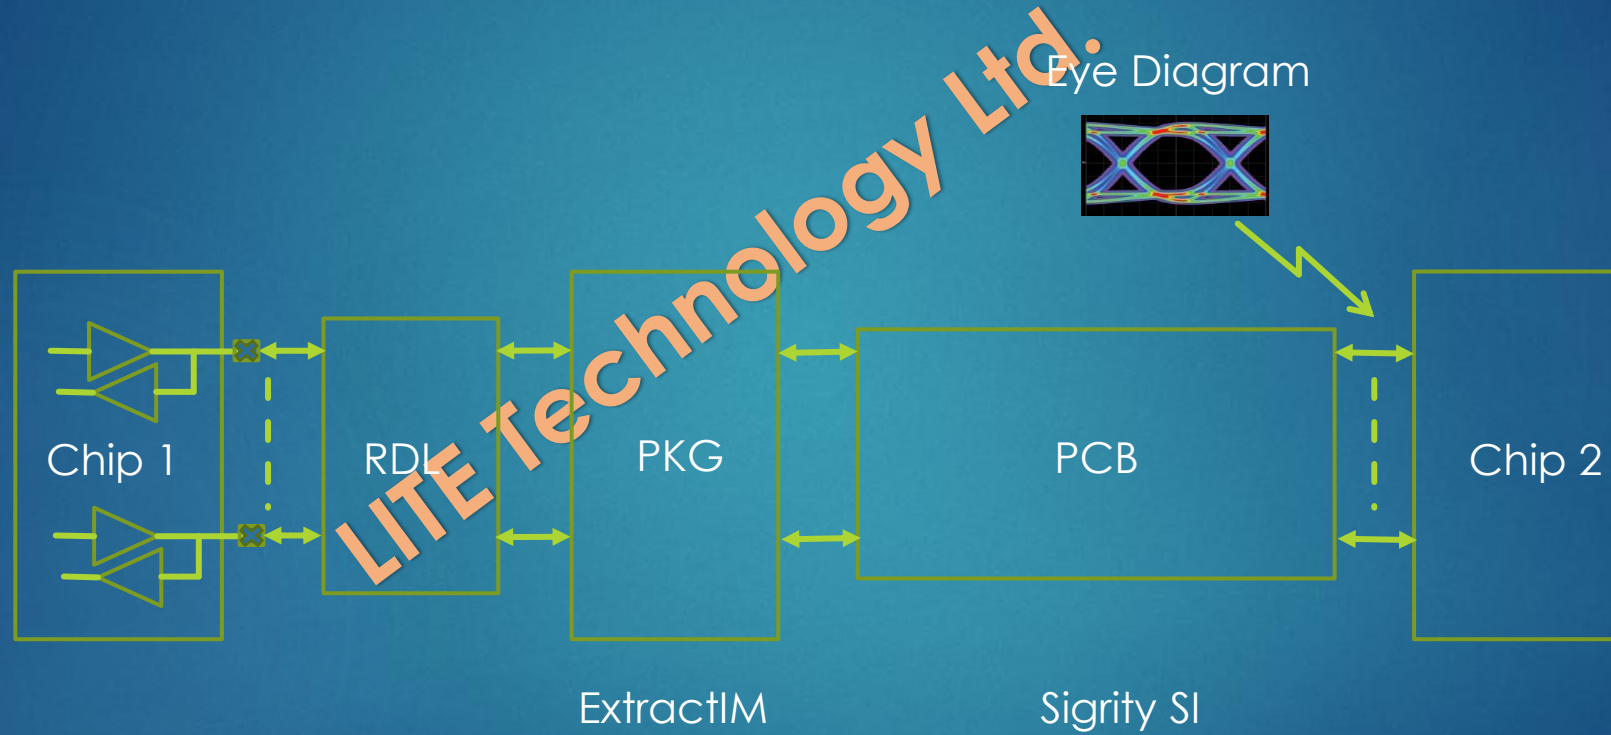 LITE Technology Ltd.
Eye Diagram
Chip 1
RDL
PKG
PCB
Chip 2
ExtractIM
Sigrity SI